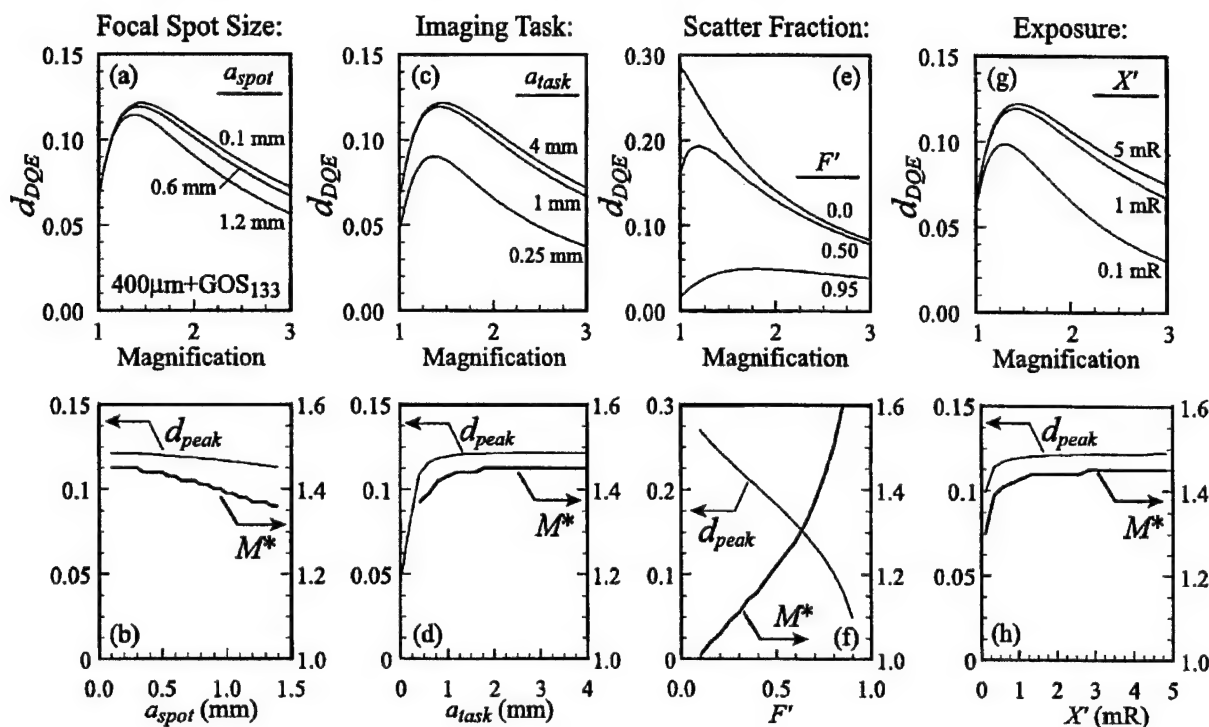 Focal Spot Size: Imaging Task: Scatter Fraction: Exposure:
0.15
0.10
0.05
0.00
d_DQE
(a)
a_spot
0.1 mm
0.6 mm
1.2 mm
400μm+GOS133
1 2 3
Magnification
0.15
0.10
0.05
0.00
d_DQE
(c)
a_task
4 mm
1 mm
0.25 mm
1 2 3
Magnification
0.30
0.20
0.10
0.00
d_DQE
(e)
F'
0.0
0.50
0.95
1 2 3
Magnification
0.15
0.10
0.05
0.00
d_DQE
(g)
X'
5 mR
1 mR
0.1 mR
1 2 3
Magnification
0.15
0.1
0.05
0
1.6
1.4
1.2
1.0
d_peak
M*
(b)
0.0 0.5 1.0 1.5
a_spot (mm)
0.15
0.1
0.05
0
1.6
1.4
1.2
1.0
d_peak
M*
(d)
0 1 2 3 4
a_task (mm)
0.3
0.2
0.1
0
1.6
1.4
1.2
1.0
d_peak
M*
(f)
0.0 0.5 1.0
F'
0.15
0.1
0.05
0
1.6
1.4
1.2
1.0
d_peak
M*
(h)
0 1 2 3 4 5
X' (mR)